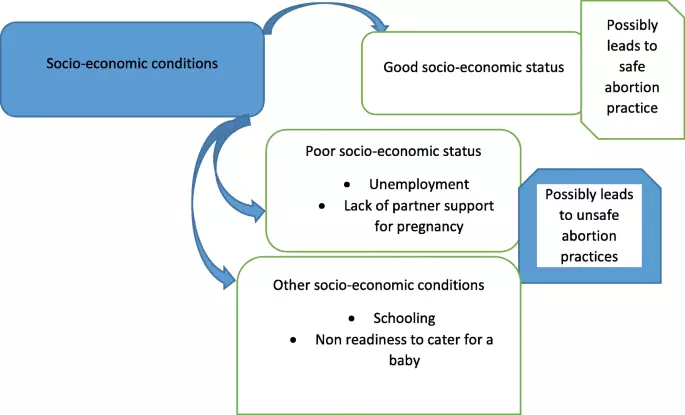 Socio-economic conditions
Good socio-economic status
Possibly
leads to
safe
abortion
practice
Poor socio-economic status
• Unemployment
• Lack of partner support
for pregnancy
Possibly leads
to unsafe
abortion
practices
Other socio-economic conditions
• Schooling
• Non readiness to cater for a
baby